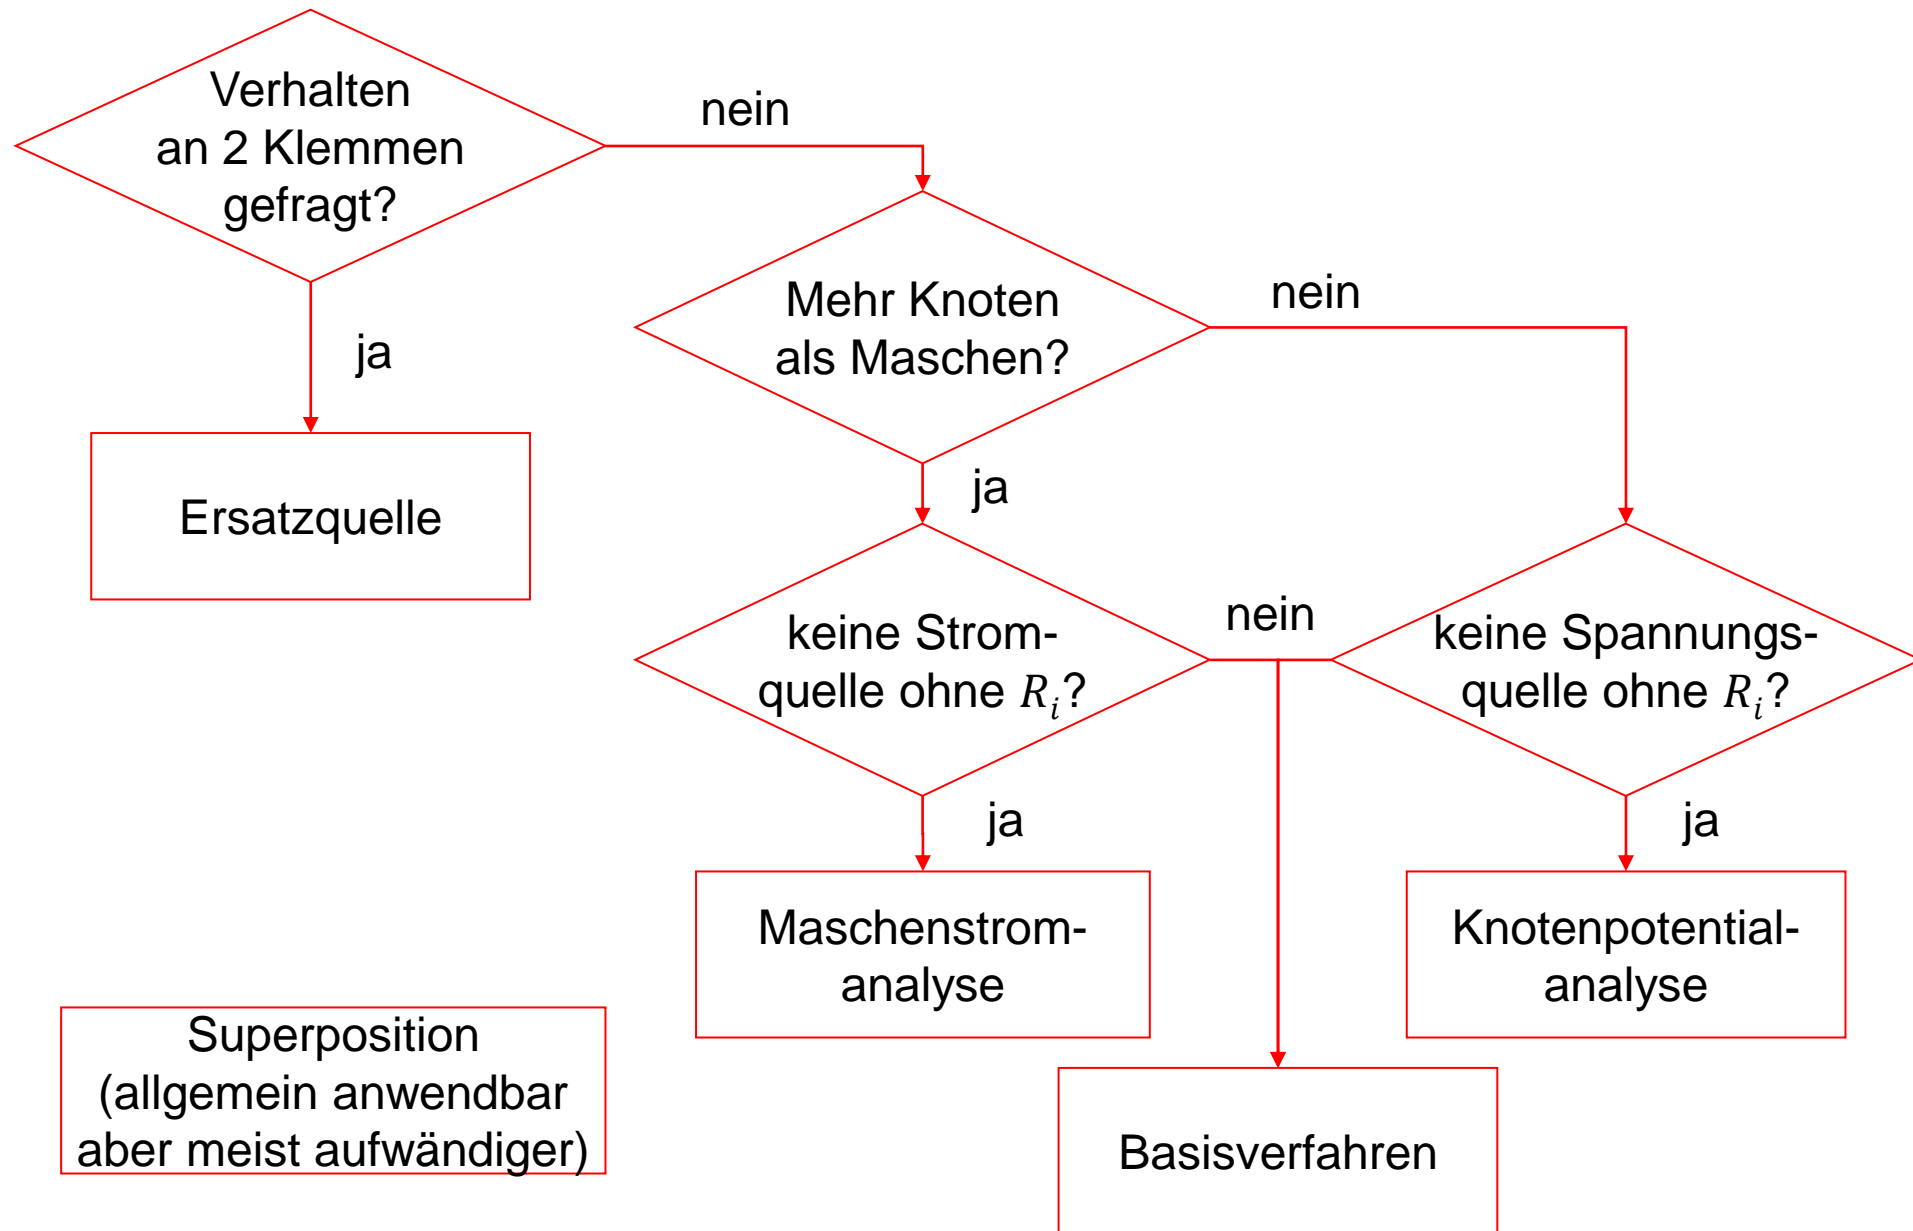 Verhalten
an 2 Klemmen
gefragt?
nein
ja
Ersatzquelle
Mehr Knoten
als Maschen?
nein
ja
keine Strom-
quelle ohne R_i?
nein
keine Spannungs-
quelle ohne R_i?
ja
ja
Maschenstrom-
analyse
Knotenpotential-
analyse
Superposition
(allgemein anwendbar
aber meist aufwändiger)
Basisverfahren